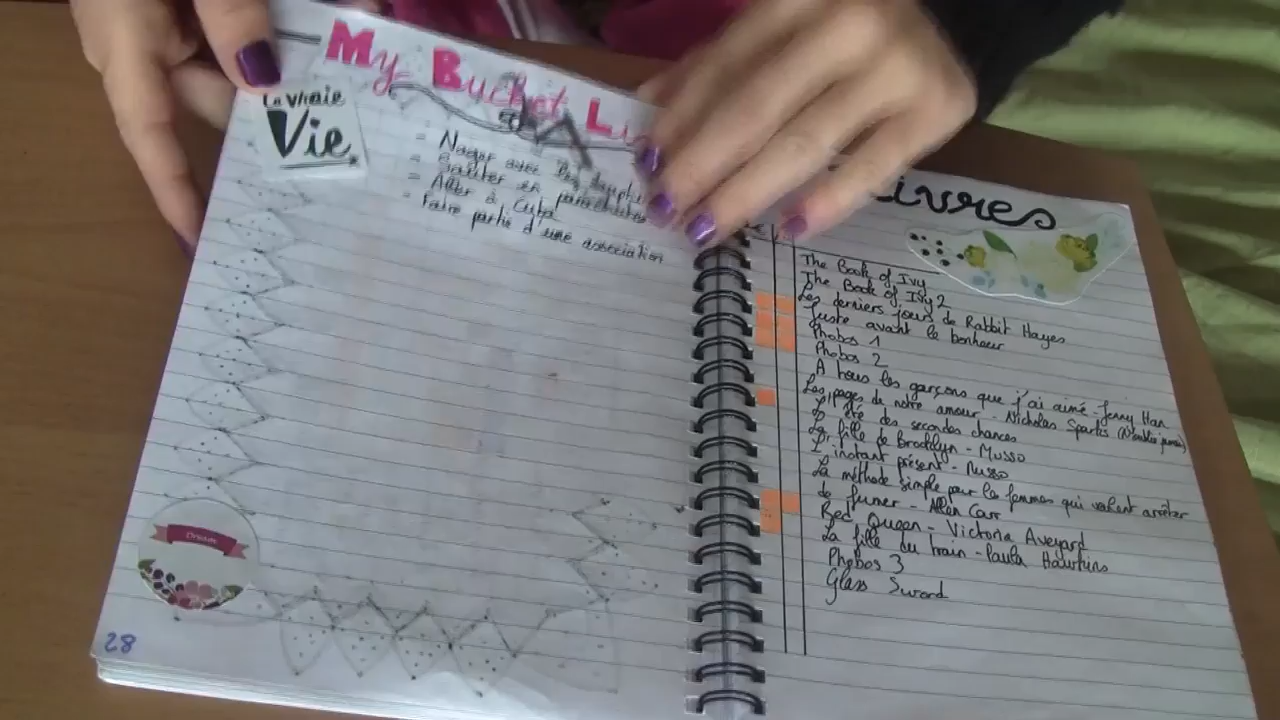 My Bucket Li
La vraie
Vie
- Nager avec les dauphi
- Sauter en parachute
- Aller à Cuba
- Faire partie d'une association
Dream
28
Livres
The Book of Ivy
The Book of Ivy 2
Les derniers jours de Rabbit Hayes
Juste avant le bonheur
Phobos 1
Phobos 2
A tous les garçons que j'ai aimé - Jenny Han
Les pages de notre amour - Nicholas Sparks (N'oublie jamais)
L'été des secondes chances
La fille de Brooklyn - Musso
L'instant présent - Musso
La méthode simple pour les femmes qui veulent arrêter
de fumer - Allen Carr
Red Queen - Victoria Aveyard
La fille du train - Paula Hawkins
Phobos 3
Glass Sword